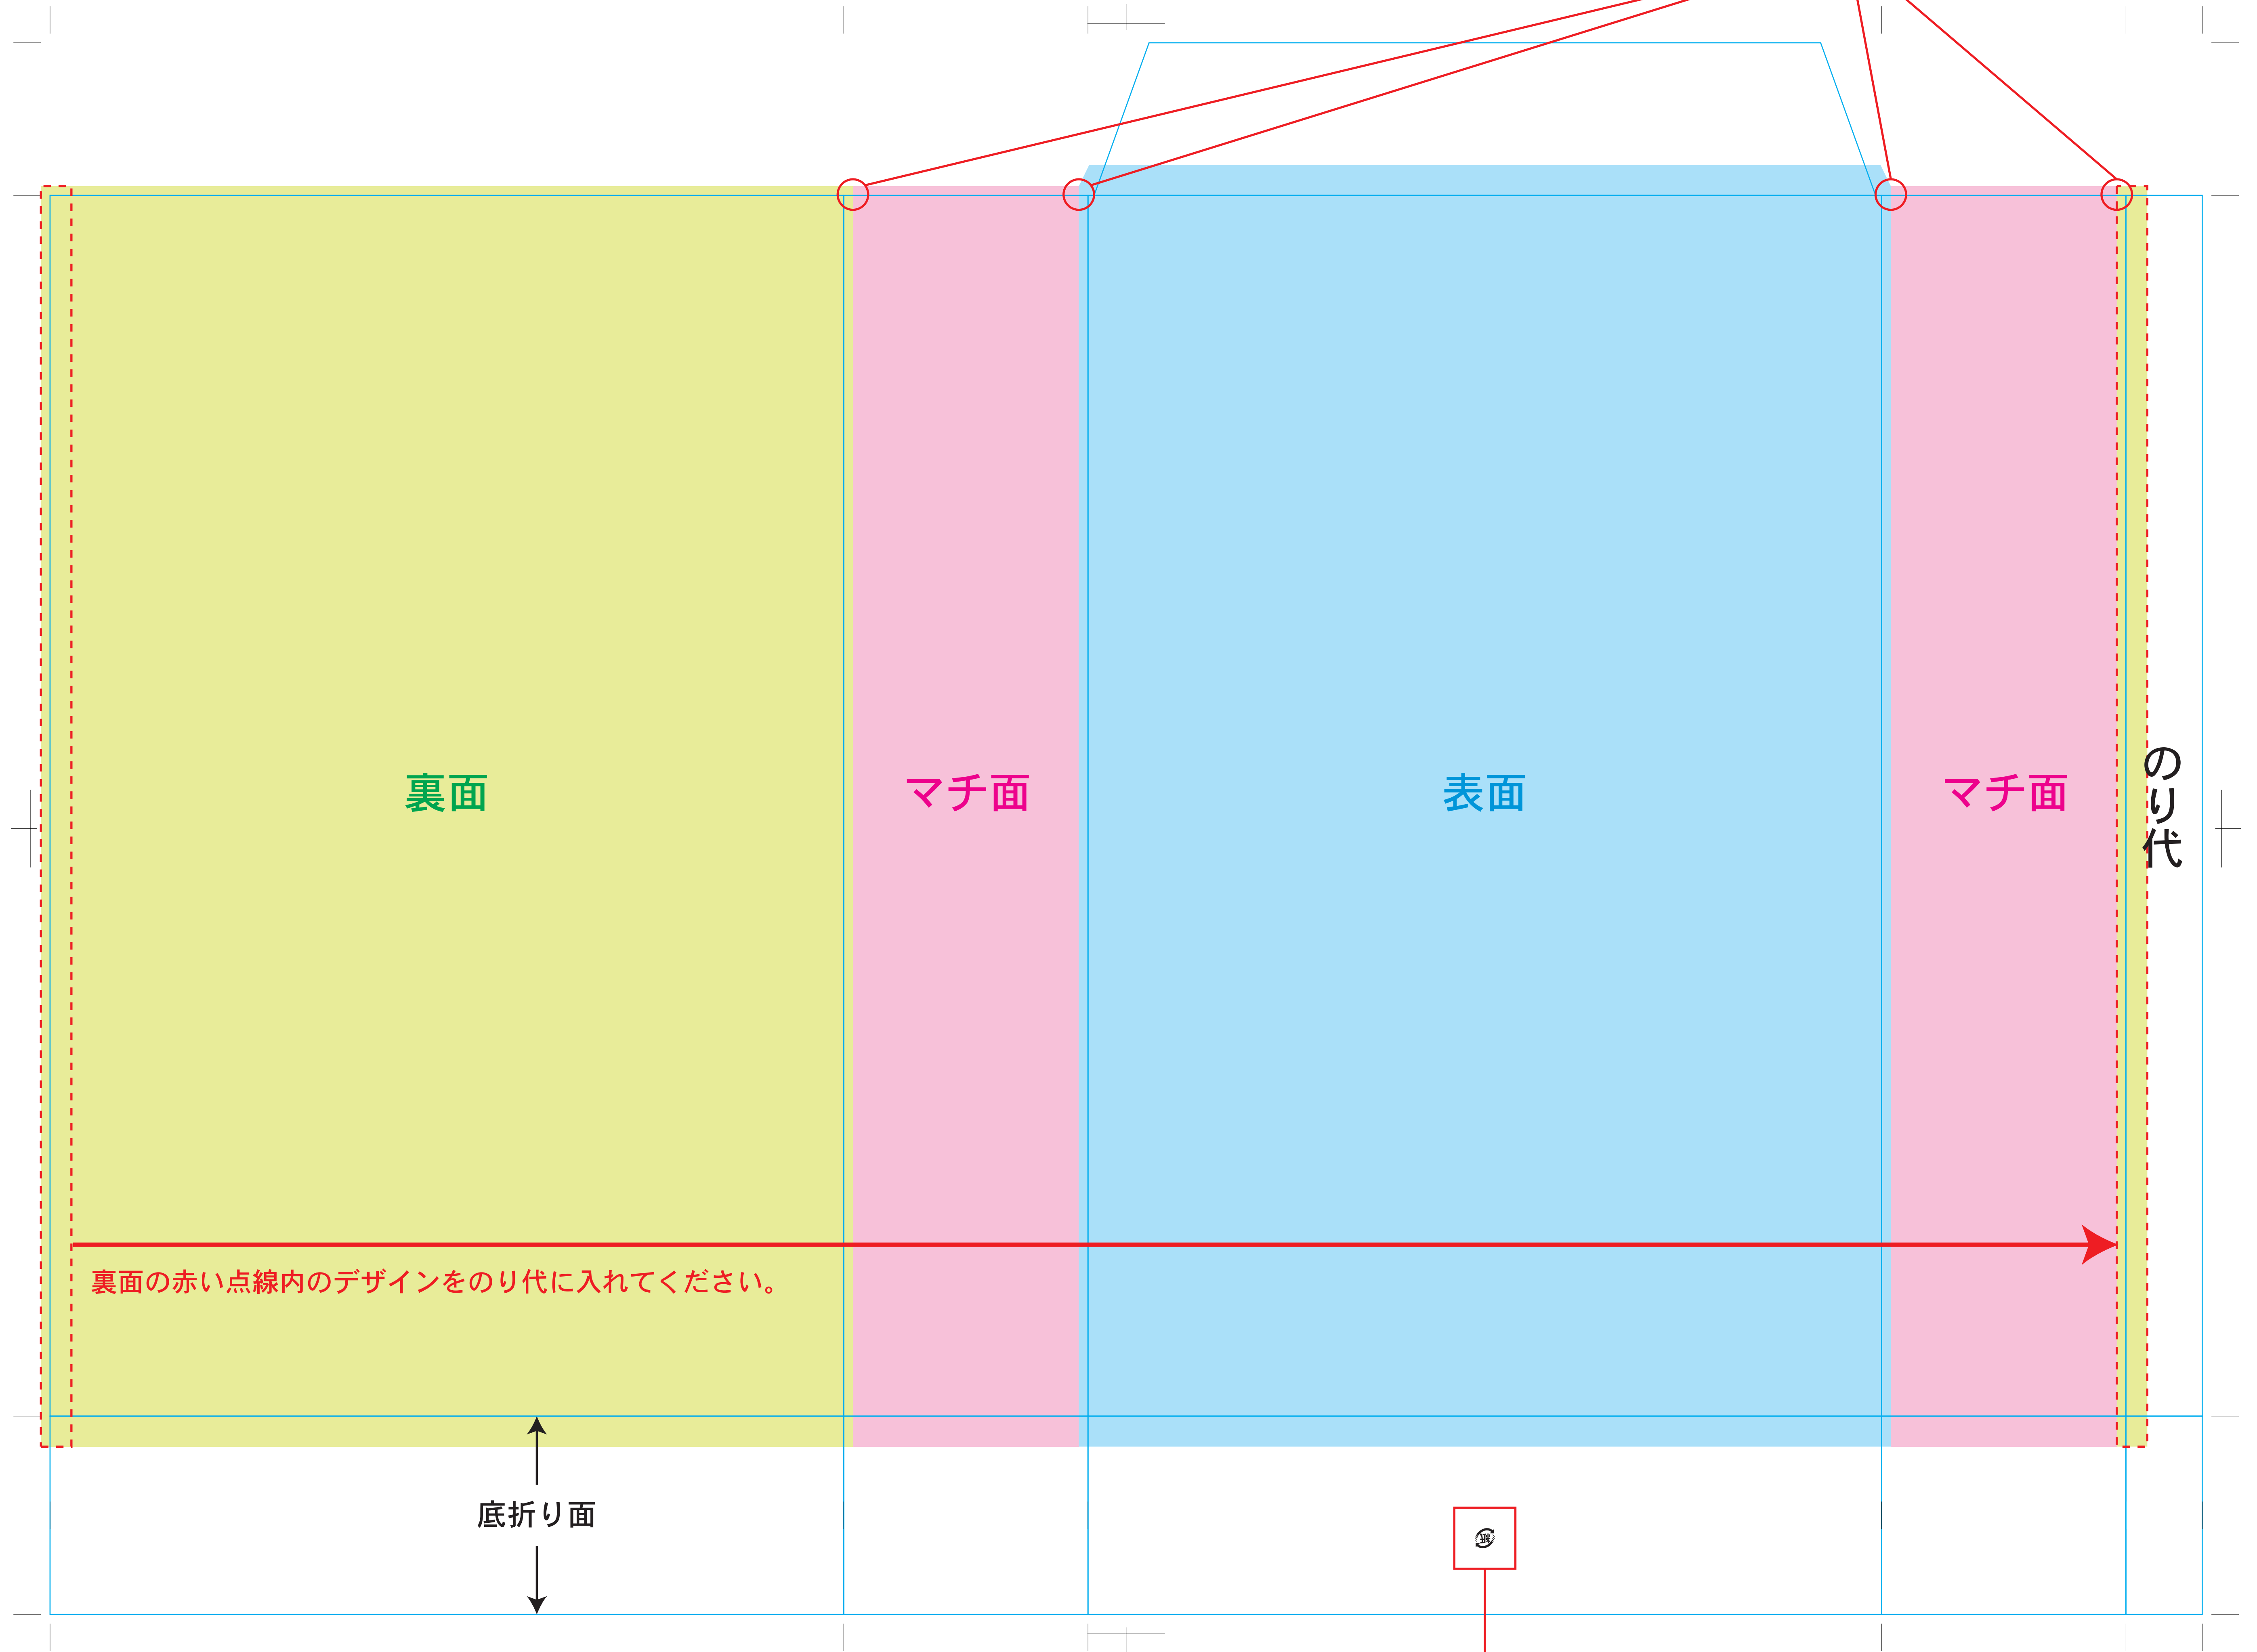 裏面
マチ面
表面
マチ面
のり代
裏面の赤い点線内のデザインをのり代に入れてください。
底折り面
紙